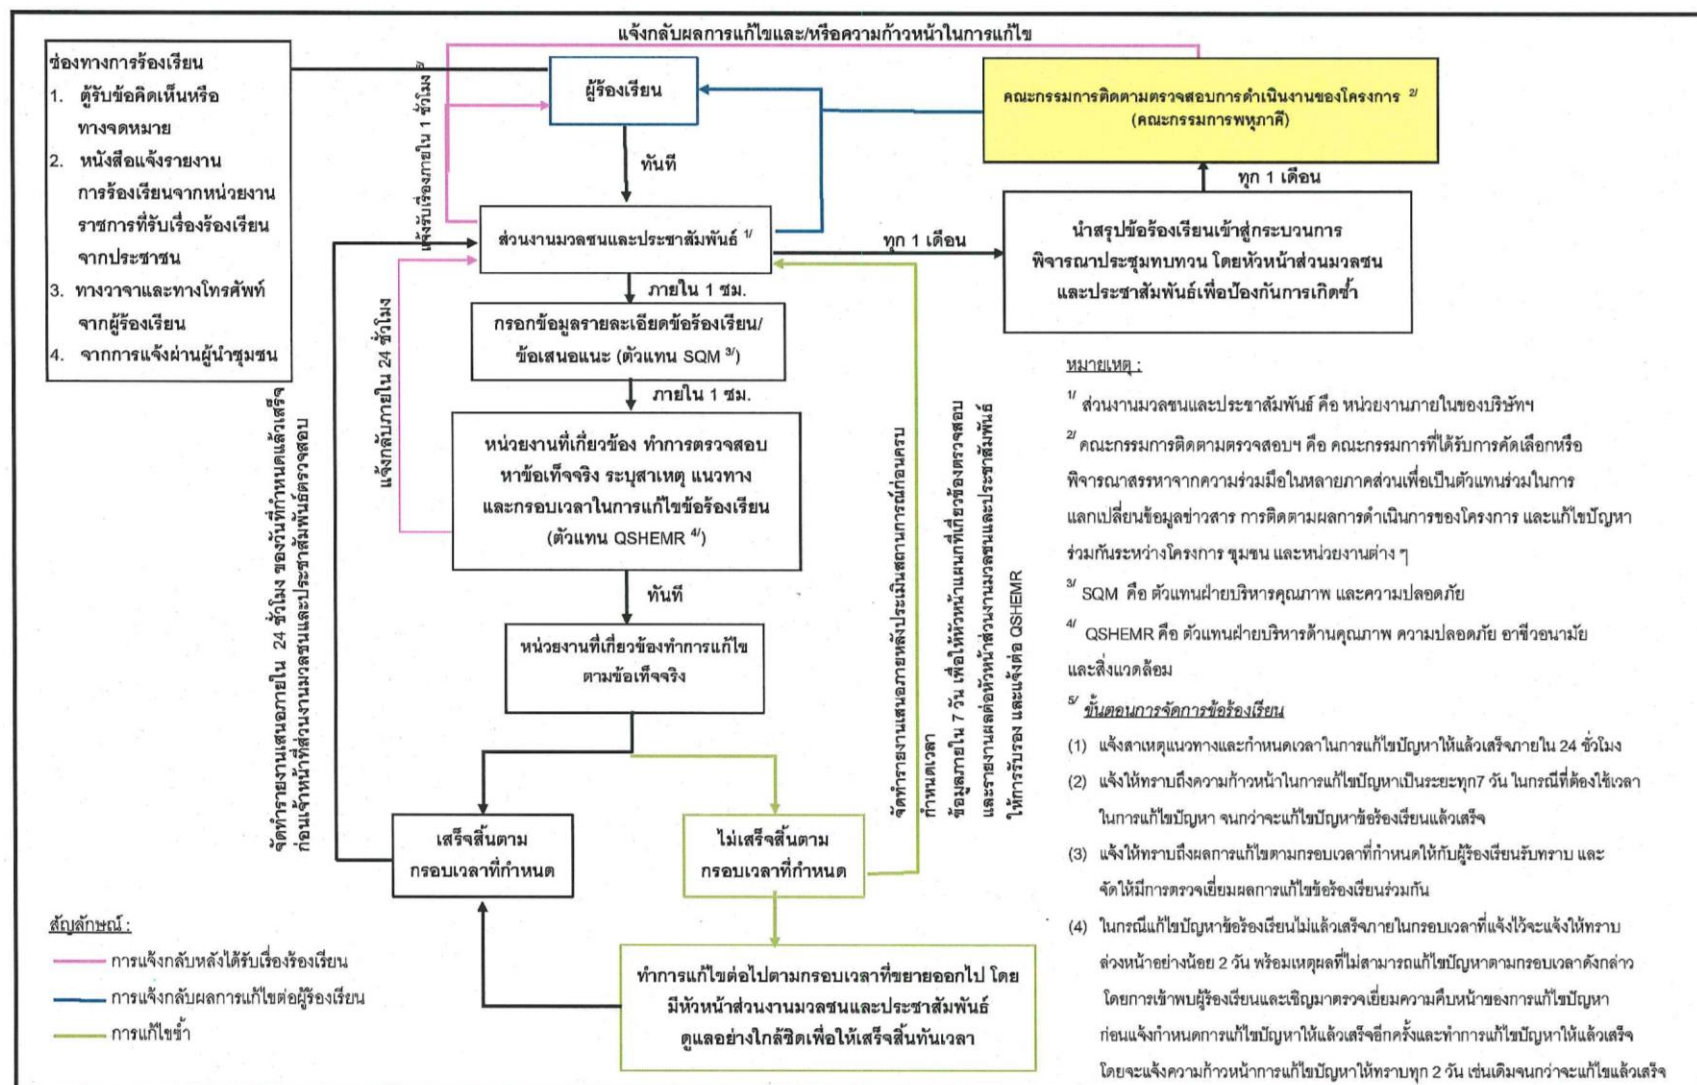 แจ้งกลับผลการแก้ไขและ/หรือความก้าวหน้าในการแก้ไข
ช่องทางการร้องเรียน
1. ตู้รับข้อคิดเห็นหรือ
ทางจดหมาย
2. หนังสือแจ้งรายงาน
การร้องเรียนจากหน่วยงาน
ราชการที่รับเรื่องร้องเรียน
จากประชาชน
3. ทางวาจาและทางโทรศัพท์
จากผู้ร้องเรียน
4. จากการแจ้งผ่านผู้นำชุมชน
ผู้ร้องเรียน
คณะกรรมการติดตามตรวจสอบการดำเนินงานของโครงการ 2/
(คณะกรรมการพหุภาคี)
แจ้งรับเรื่องภายใน 1 ชั่วโมง 5/
ทันที
ทุก 1 เดือน
ส่วนงานมวลชนและประชาสัมพันธ์ 1/
ทุก 1 เดือน
นำสรุปข้อร้องเรียนเข้าสู่กระบวนการ
พิจารณาประชุมทบทวน โดยหัวหน้าส่วนมวลชน
และประชาสัมพันธ์เพื่อป้องกันการเกิดซ้ำ
ภายใน 1 ซม.
กรอกข้อมูลรายละเอียดข้อร้องเรียน/
ข้อเสนอแนะ (ตัวแทน SQM 3/)
ภายใน 1 ซม.
แจ้งกลับภายใน 24 ชั่วโมง
หน่วยงานที่เกี่ยวข้อง ทำการตรวจสอบ
หาข้อเท็จจริง ระบุสาเหตุ แนวทาง
และกรอบเวลาในการแก้ไขข้อร้องเรียน
(ตัวแทน QSHEMR 4/)
ทันที
หน่วยงานที่เกี่ยวข้องทำการแก้ไข
ตามข้อเท็จจริง
จัดทำรายงานเสนอภายใน 24 ชั่วโมง ของวันที่กำหนดแล้วเสร็จ
ก่อนเจ้าหน้าที่ส่วนงานมวลชนและประชาสัมพันธ์ตรวจสอบ
จัดทำรายงานเสนอภายหลังประเมินสถานการณ์ก่อนครบ
กำหนดเวลา
ข้อมูลภายใน 7 วัน เพื่อให้หัวหน้าแผนกที่เกี่ยวข้องตรวจสอบ
และรายงานผลต่อหัวหน้าส่วนงานมวลชนและประชาสัมพันธ์
ให้การรับรอง และแจ้งต่อ QSHEMR
เสร็จสิ้นตาม
กรอบเวลาที่กำหนด
ไม่เสร็จสิ้นตาม
กรอบเวลาที่กำหนด
ทำการแก้ไขต่อไปตามกรอบเวลาที่ขยายออกไป โดย
มีหัวหน้าส่วนงานมวลชนและประชาสัมพันธ์
ดูแลอย่างใกล้ชิดเพื่อให้เสร็จสิ้นทันเวลา
สัญลักษณ์ :
การแจ้งกลับหลังได้รับเรื่องร้องเรียน
การแจ้งกลับผลการแก้ไขต่อผู้ร้องเรียน
การแก้ไขซ้ำ
หมายเหตุ :
1/ ส่วนงานมวลชนและประชาสัมพันธ์ คือ หน่วยงานภายในของบริษัทฯ
2/ คณะกรรมการติดตามตรวจสอบฯ คือ คณะกรรมการที่ได้รับการคัดเลือกหรือ
พิจารณาสรรหาจากความร่วมมือในหลายภาคส่วนเพื่อเป็นตัวแทนร่วมในการ
แลกเปลี่ยนข้อมูลข่าวสาร การติดตามผลการดำเนินการของโครงการ และแก้ไขปัญหา
ร่วมกันระหว่างโครงการ ชุมชน และหน่วยงานต่าง ๆ
3/ SQM คือ ตัวแทนฝ่ายบริหารคุณภาพ และความปลอดภัย
4/ QSHEMR คือ ตัวแทนฝ่ายบริหารด้านคุณภาพ ความปลอดภัย อาชีวอนามัย
และสิ่งแวดล้อม
5/ ขั้นตอนการจัดการข้อร้องเรียน
(1) แจ้งสาเหตุแนวทางและกำหนดเวลาในการแก้ไขปัญหาให้แล้วเสร็จภายใน 24 ชั่วโมง
(2) แจ้งให้ทราบถึงความก้าวหน้าในการแก้ไขปัญหาเป็นระยะทุก7 วัน ในกรณีที่ต้องใช้เวลา
ในการแก้ไขปัญหา จนกว่าจะแก้ไขปัญหาข้อร้องเรียนแล้วเสร็จ
(3) แจ้งให้ทราบถึงผลการแก้ไขตามกรอบเวลาที่กำหนดให้กับผู้ร้องเรียนรับทราบ และ
จัดให้มีการตรวจเยี่ยมผลการแก้ไขข้อร้องเรียนร่วมกัน
(4) ในกรณีแก้ไขปัญหาข้อร้องเรียนไม่แล้วเสร็จภายในกรอบเวลาที่แจ้งไว้จะแจ้งให้ทราบ
ล่วงหน้าอย่างน้อย 2 วัน พร้อมเหตุผลที่ไม่สามารถแก้ไขปัญหาตามกรอบเวลาดังกล่าว
โดยการเข้าพบผู้ร้องเรียนและเชิญมาตรวจเยี่ยมความคืบหน้าของการแก้ไขปัญหา
ก่อนแจ้งกำหนดการแก้ไขปัญหาให้แล้วเสร็จอีกครั้งและทำการแก้ไขปัญหาให้แล้วเสร็จ
โดยจะแจ้งความก้าวหน้าการแก้ไขปัญหาให้ทราบทุก 2 วัน เช่นเดิมจนกว่าจะแก้ไขแล้วเสร็จ